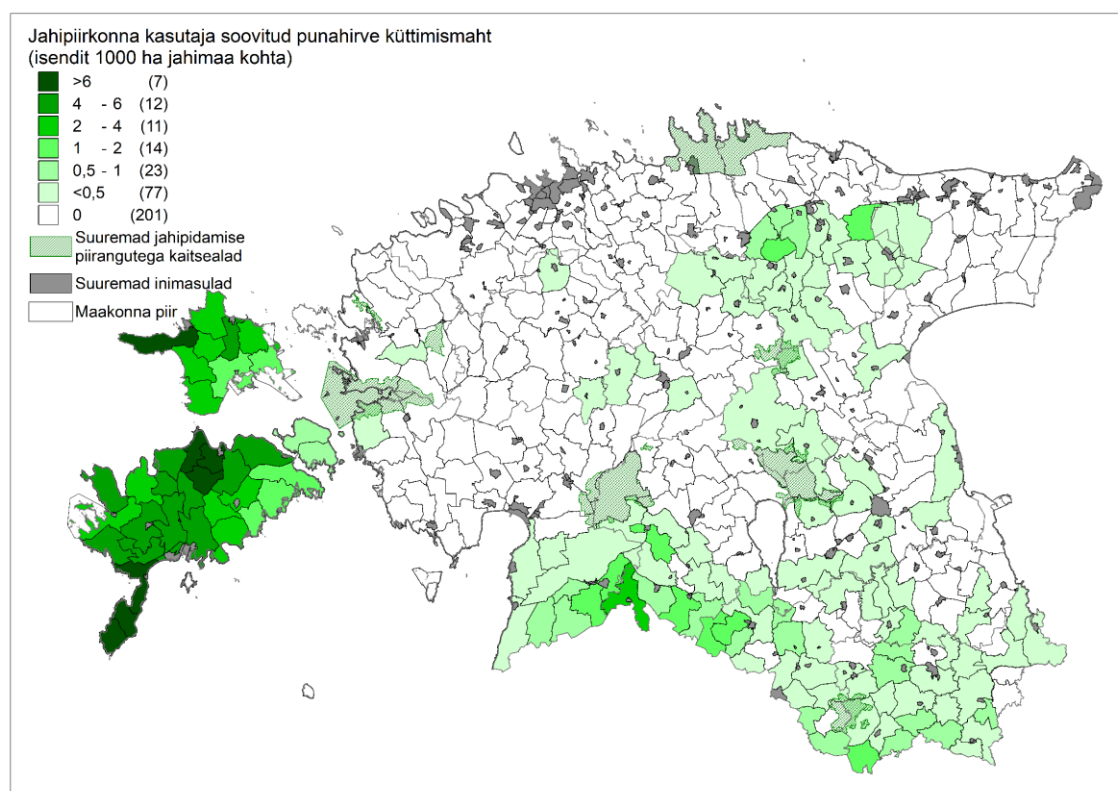 Jahipiirkonna kasutaja soovitud punahirve küttimismaht
(isendit 1000 ha jahimaa kohta)
>6 (7)
4 - 6 (12)
2 - 4 (11)
1 - 2 (14)
0,5 - 1 (23)
<0,5 (77)
0 (201)
Suuremad jahipidamise
piirangutega kaitsealad
Suuremad inimasulad
Maakonna piir